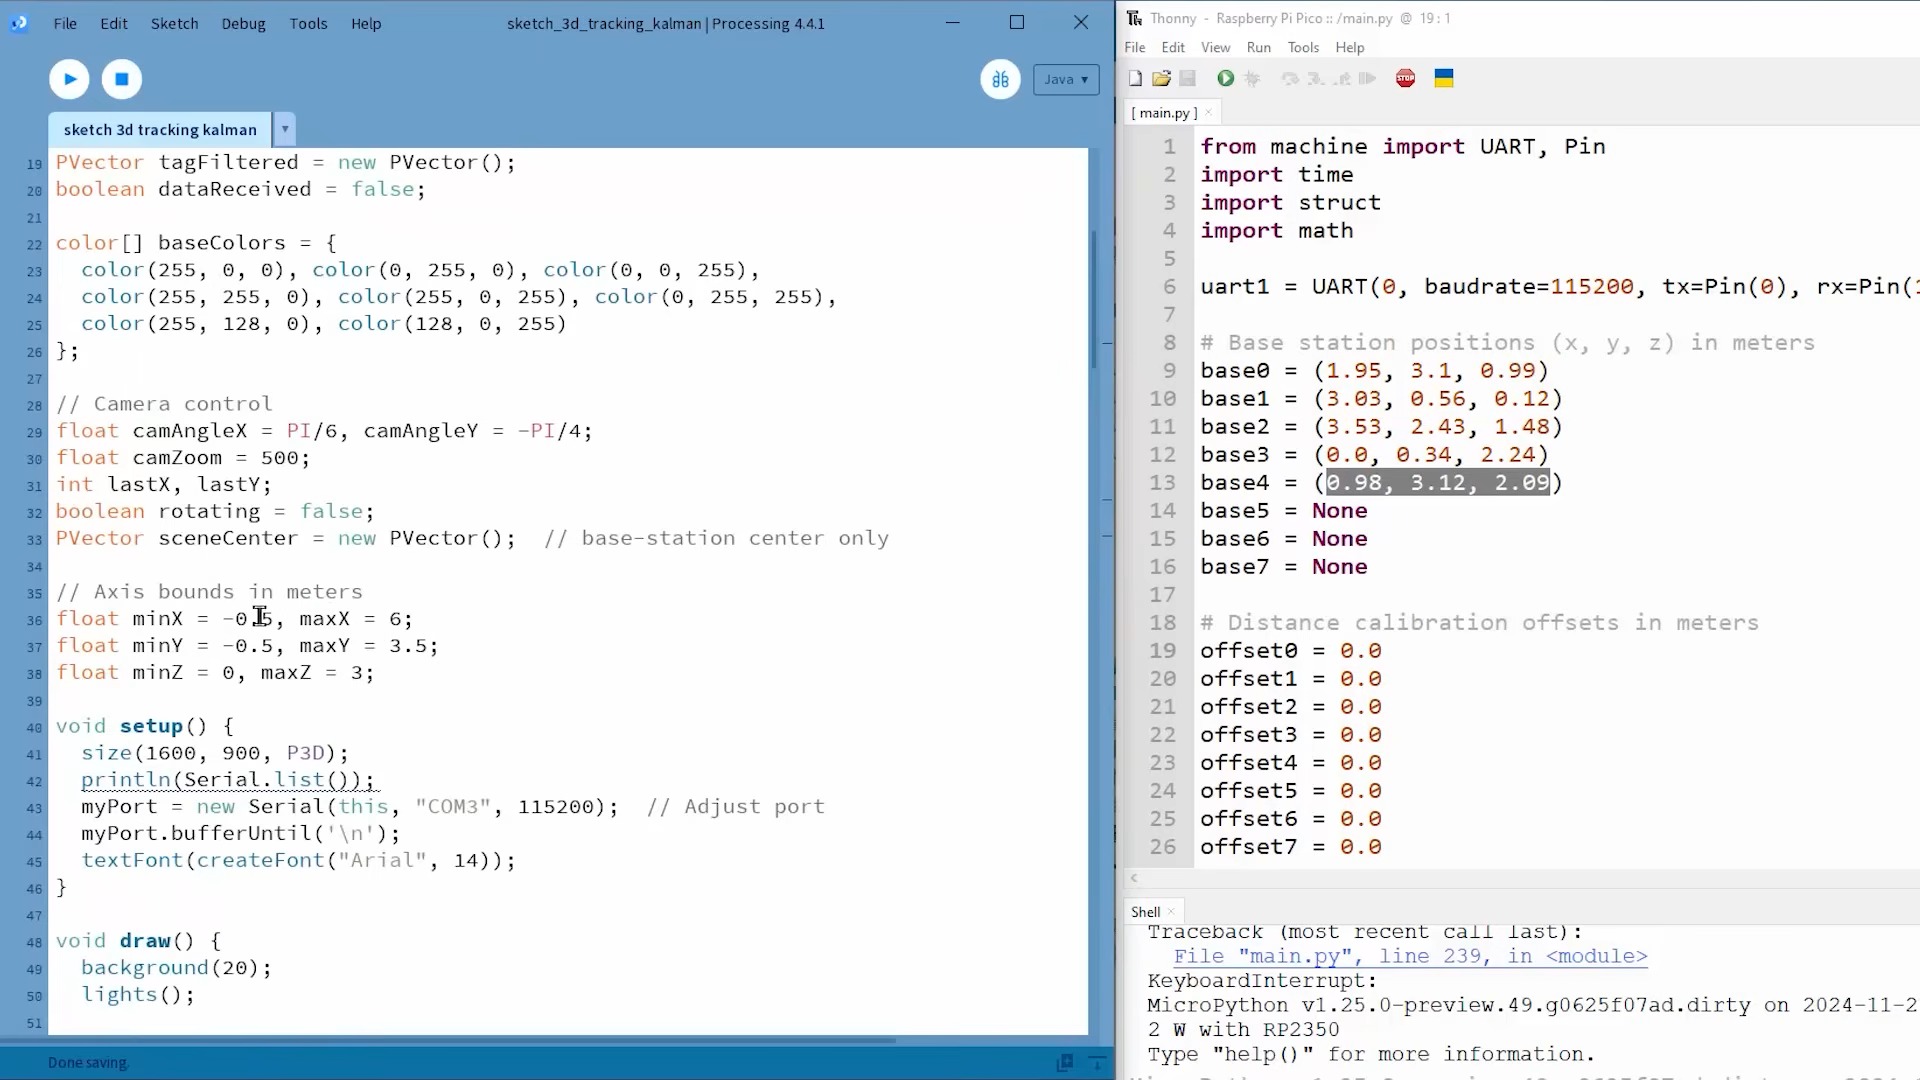 File Edit Sketch Debug Tools Help
sketch_3d_tracking_kalman | Processing 4.4.1
Java ▾
sketch 3d tracking kalman
19 PVector tagFiltered = new PVector();
20 boolean dataReceived = false;
21
22 color[] baseColors = {
23 color(255, 0, 0), color(0, 255, 0), color(0, 0, 255),
24 color(255, 255, 0), color(255, 0, 255), color(0, 255, 255),
25 color(255, 128, 0), color(128, 0, 255)
26 };
27
28 // Camera control
29 float camAngleX = PI/6, camAngleY = -PI/4;
30 float camZoom = 500;
31 int lastX, lastY;
32 boolean rotating = false;
33 PVector sceneCenter = new PVector(); // base-station center only
34
35 // Axis bounds in meters
36 float minX = -0.5, maxX = 6;
37 float minY = -0.5, maxY = 3.5;
38 float minZ = 0, maxZ = 3;
39
40 void setup() {
41 size(1600, 900, P3D);
42 println(Serial.list());
43 myPort = new Serial(this, "COM3", 115200); // Adjust port
44 myPort.bufferUntil('\n');
45 textFont(createFont("Arial", 14));
46 }
47
48 void draw() {
49 background(20);
50 lights();
51
Done saving.
Thonny - Raspberry Pi Pico :: /main.py @ 19:1
File Edit View Run Tools Help
STOP
[ main.py ] ×
1 from machine import UART, Pin
2 import time
3 import struct
4 import math
5
6 uart1 = UART(0, baudrate=115200, tx=Pin(0), rx=Pin(1
7
8 # Base station positions (x, y, z) in meters
9 base0 = (1.95, 3.1, 0.99)
10 base1 = (3.03, 0.56, 0.12)
11 base2 = (3.53, 2.43, 1.48)
12 base3 = (0.0, 0.34, 2.24)
13 base4 = (0.98, 3.12, 2.09)
14 base5 = None
15 base6 = None
16 base7 = None
17
18 # Distance calibration offsets in meters
19 offset0 = 0.0
20 offset1 = 0.0
21 offset2 = 0.0
22 offset3 = 0.0
23 offset4 = 0.0
24 offset5 = 0.0
25 offset6 = 0.0
26 offset7 = 0.0
Shell ×
Traceback (most recent call last):
File "main.py", line 239, in <module>
KeyboardInterrupt:
MicroPython v1.25.0-preview.49.g0625f07ad.dirty on 2024-11-2
2 W with RP2350
Type "help()" for more information.